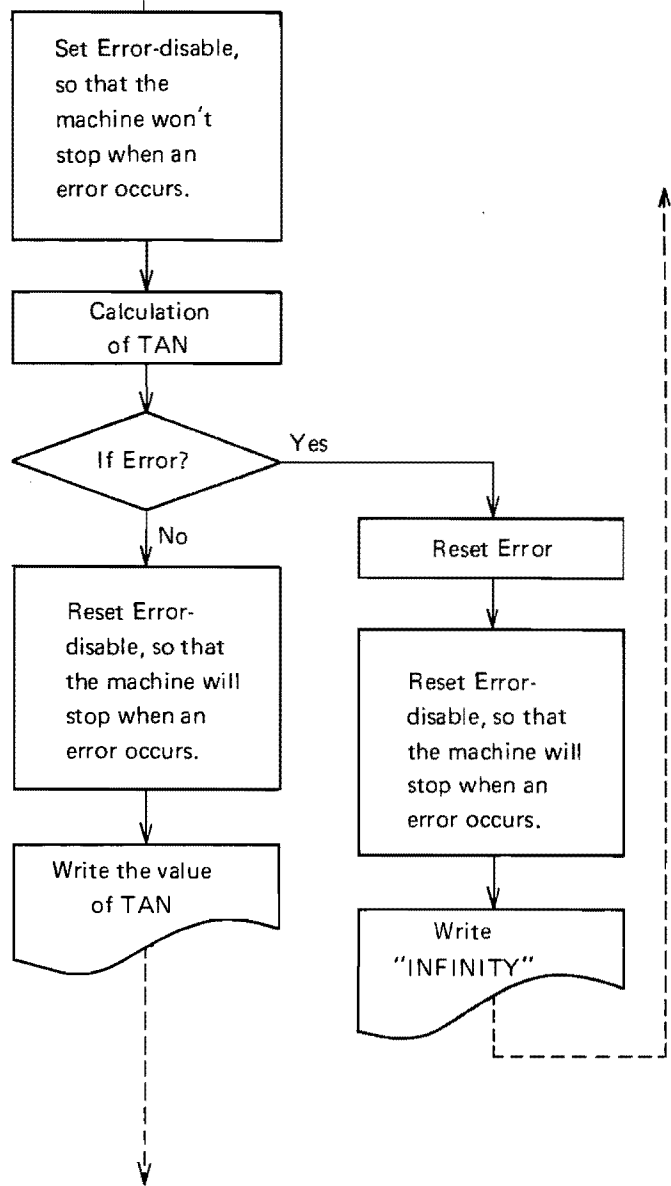 Set Error-disable,
so that the
machine won't
stop when an
error occurs.
Calculation
of TAN
If Error?
Yes
No
Reset Error
Reset Error-
disable, so that
the machine will
stop when an
error occurs.
Reset Error-
disable, so that
the machine will
stop when an
error occurs.
Write the value
of TAN
Write
"INFINITY"